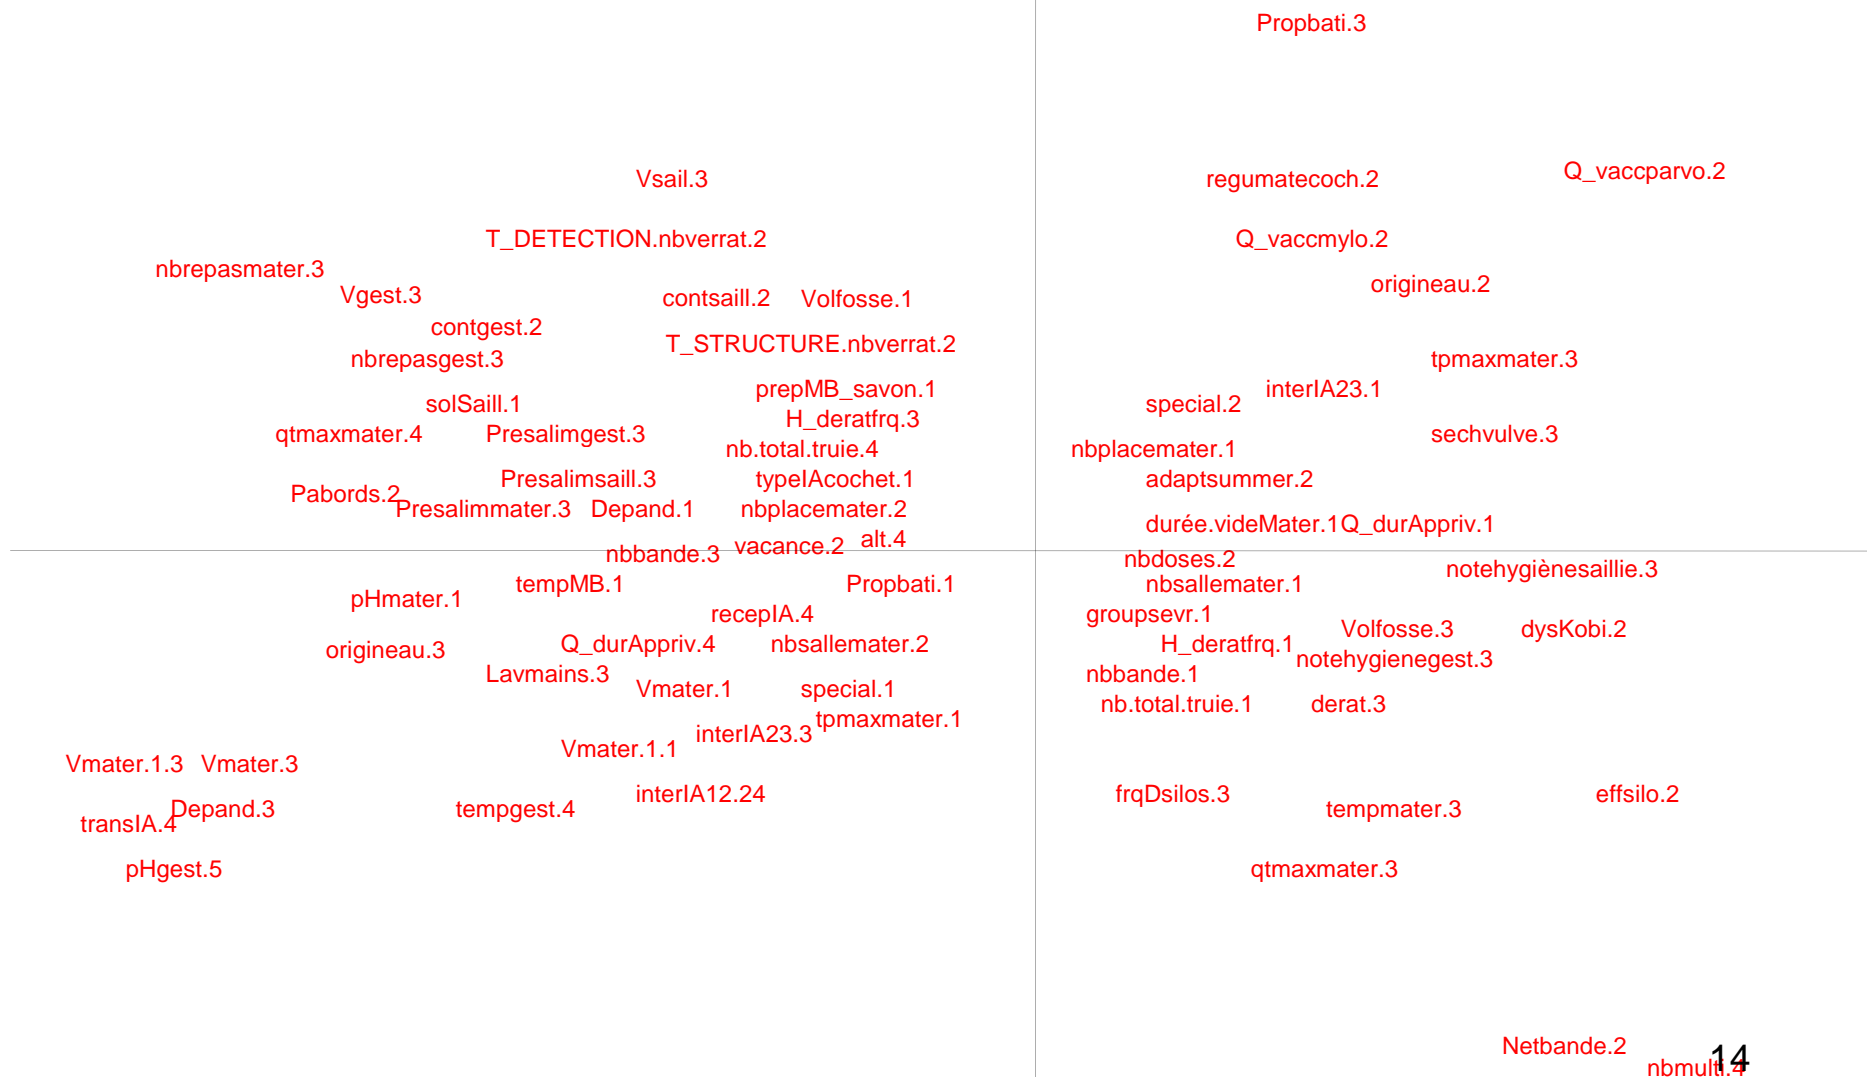 Propbati.3
Vsail.3
regumatecoch.2
Q_vaccparvo.2
T_DETECTION.nbverrat.2
Q_vaccmylo.2
nbrepasmater.3
Vgest.3
contsaill.2
Volfosse.1
origineau.2
contgest.2
T_STRUCTURE.nbverrat.2
nbrepasgest.3
tpmaxmater.3
prepMB_savon.1
interIA23.1
solSaill.1
H_deratfrq.3
special.2
qtmaxmater.4
Presalimgest.3
nb.total.truie.4
nbplacemater.1
sechvulve.3
Presalimsaill.3
typeIAcochet.1
adaptsummer.2
Pabords.2
Presalimmater.3
Depand.1
nbplacemater.2
durée.videMater.1
Q_durAppriv.1
nbbande.3
vacance.2
alt.4
nbdoses.2
notehygiènesaillie.3
tempMB.1
Propbati.1
nbsallemater.1
pHmater.1
recepIA.4
groupsevr.1
Volfosse.3
dysKobi.2
origineau.3
Q_durAppriv.4
nbsallemater.2
H_deratfrq.1
notehygienegest.3
Lavmains.3
Vmater.1
special.1
nbbande.1
tpmaxmater.1
nb.total.truie.1
derat.3
interIA23.3
Vmater.1.1
Vmater.1.3
Vmater.3
interIA12.24
frqDsilos.3
effsilo.2
Depand.3
tempgest.4
tempmater.3
transIA.4
pHgest.5
qtmaxmater.3
Netbande.2
nbmulti.4
14